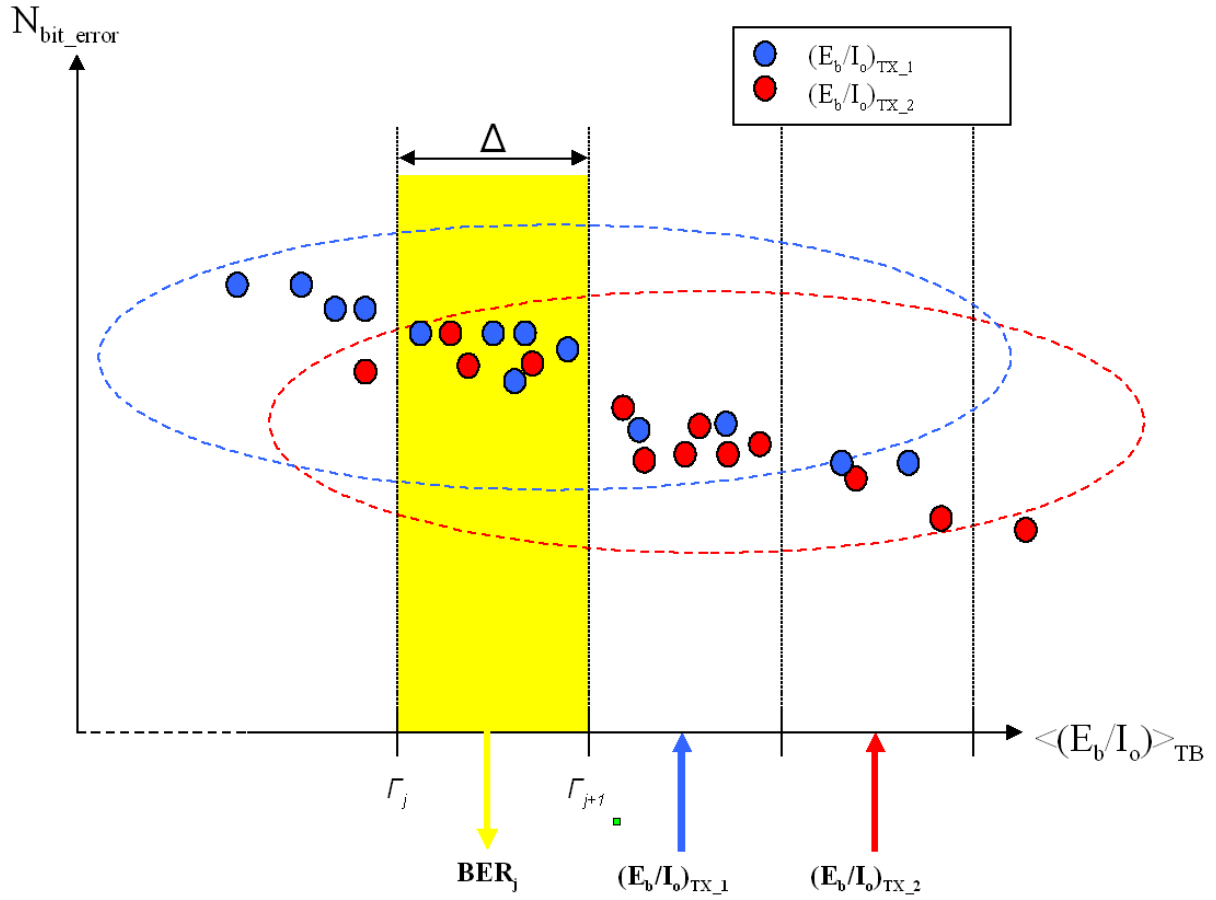 N_bit_error
(E_b/I_o)_TX_1
(E_b/I_o)_TX_2
Δ
<(E_b/I_o)>_TB
Γ_j
Γ_j+1
BER_j
(E_b/I_o)_TX_1
(E_b/I_o)_TX_2